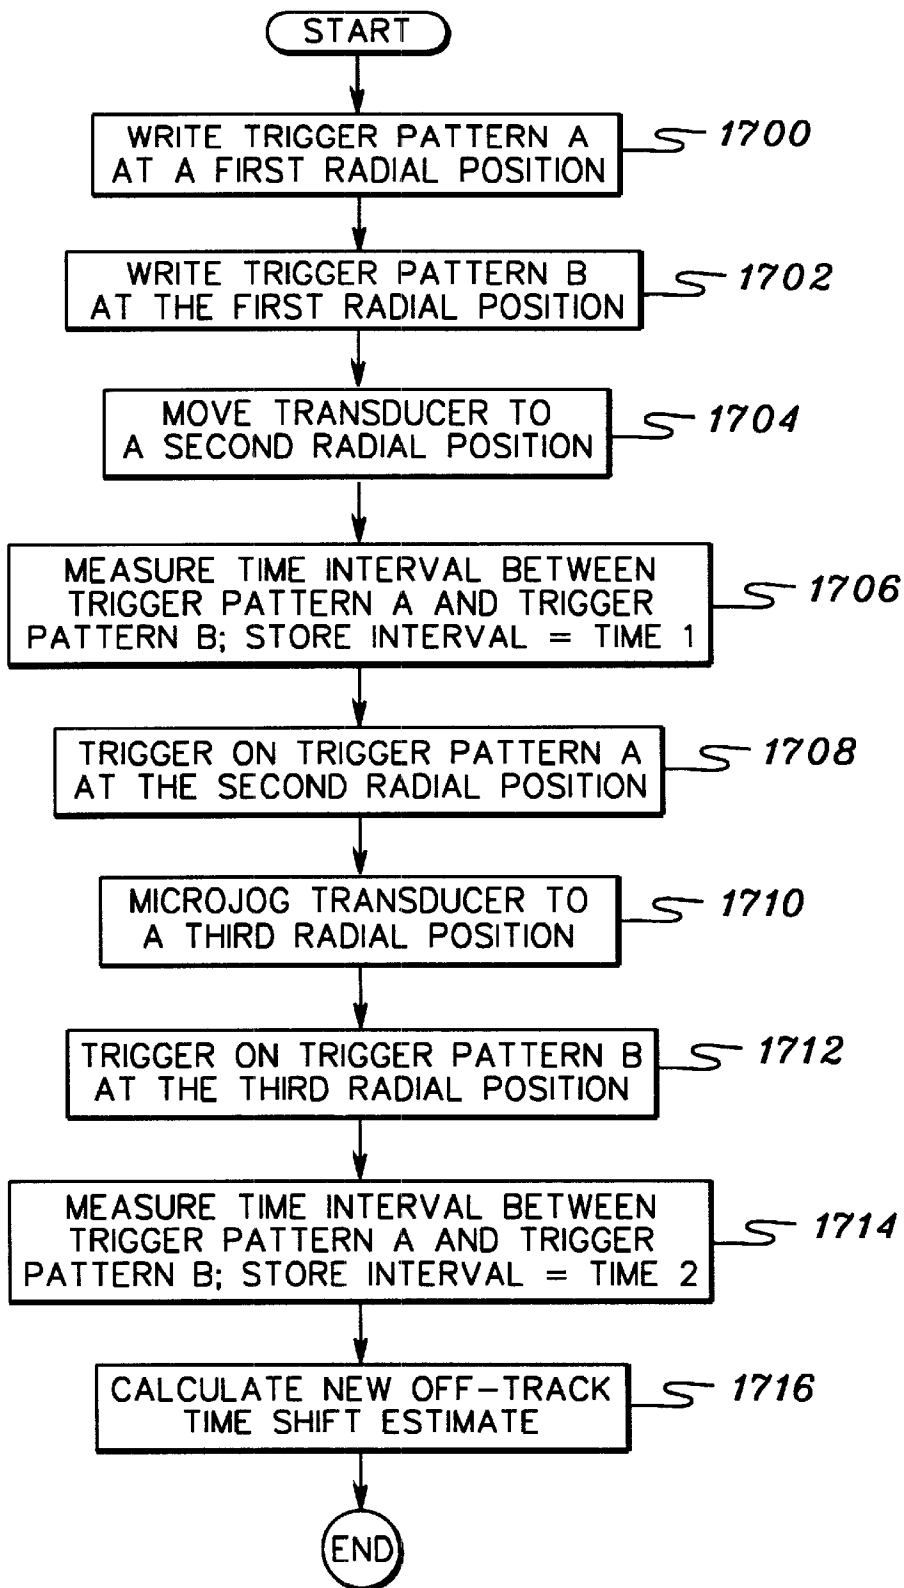 START
WRITE TRIGGER PATTERN A
AT A FIRST RADIAL POSITION
1700
WRITE TRIGGER PATTERN B
AT THE FIRST RADIAL POSITION
1702
MOVE TRANSDUCER TO
A SECOND RADIAL POSITION
1704
MEASURE TIME INTERVAL BETWEEN
TRIGGER PATTERN A AND TRIGGER
PATTERN B; STORE INTERVAL = TIME 1
1706
TRIGGER ON TRIGGER PATTERN A
AT THE SECOND RADIAL POSITION
1708
MICROJOG TRANSDUCER TO
A THIRD RADIAL POSITION
1710
TRIGGER ON TRIGGER PATTERN B
AT THE THIRD RADIAL POSITION
1712
MEASURE TIME INTERVAL BETWEEN
TRIGGER PATTERN A AND TRIGGER
PATTERN B; STORE INTERVAL = TIME 2
1714
CALCULATE NEW OFF-TRACK
TIME SHIFT ESTIMATE
1716
END